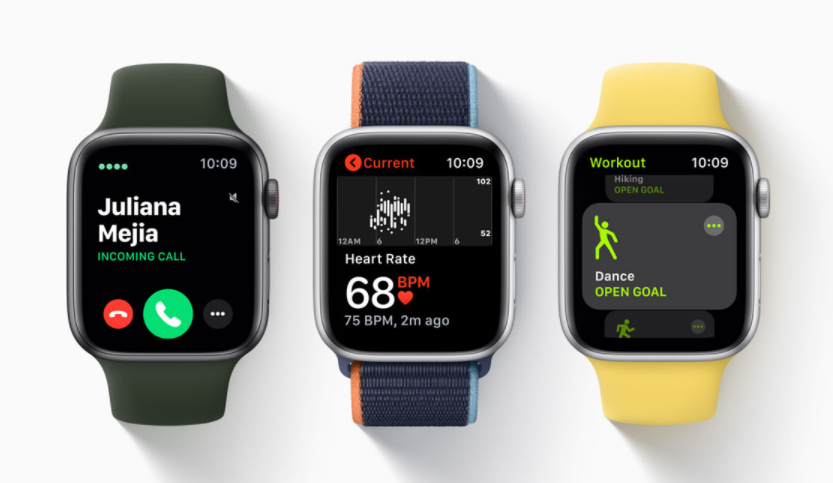 10:09
Juliana
Mejia
INCOMING CALL
Current 10:09
102
52
12AM 6 12PM 6
Heart Rate
68 BPM
75 BPM, 2m ago
Workout 10:09
Hiking
OPEN GOAL
Dance
OPEN GOAL